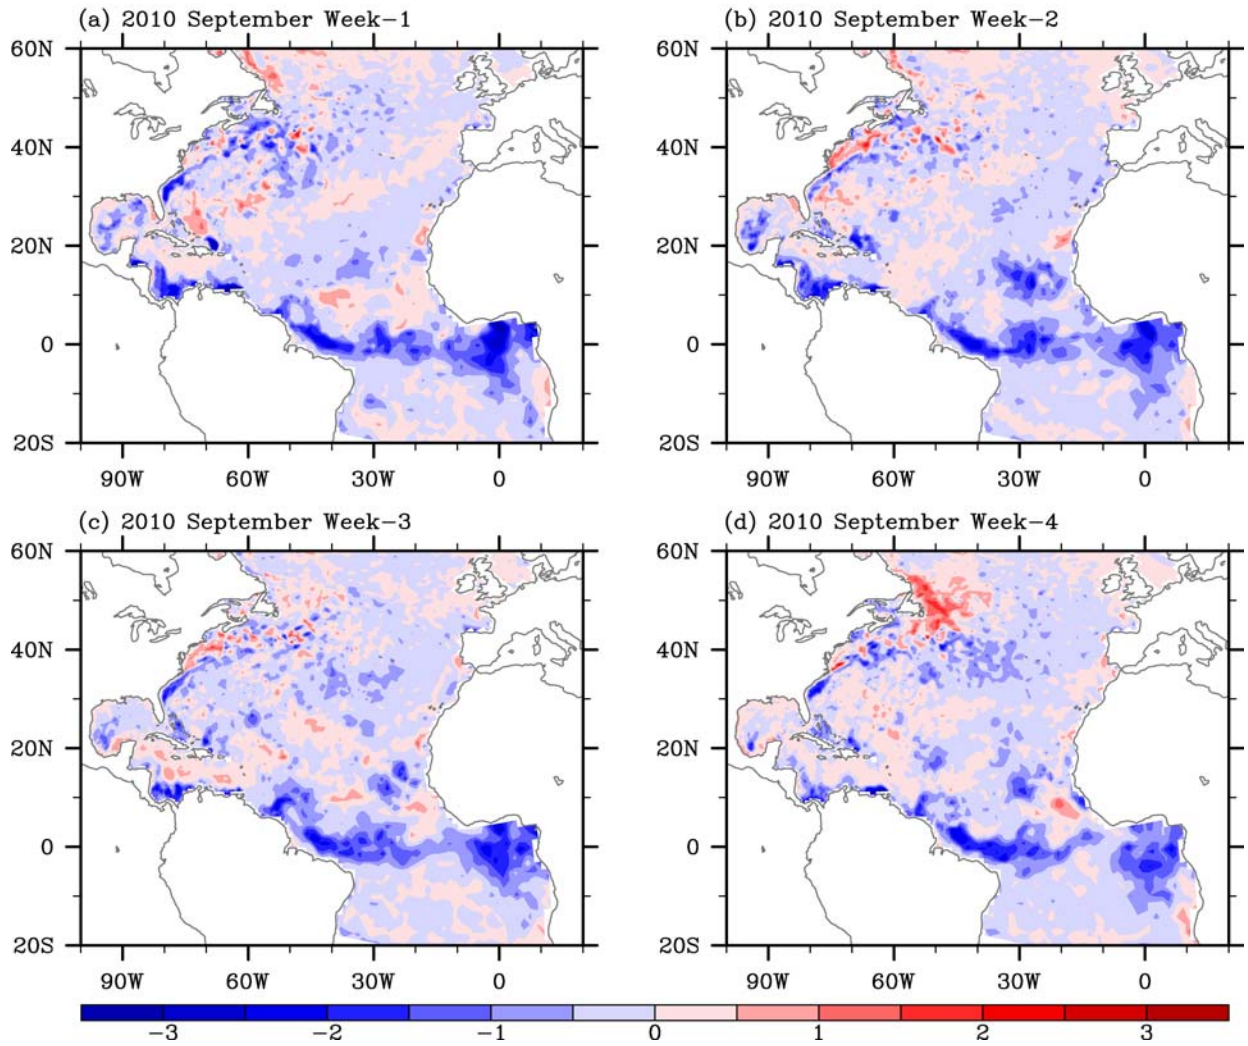 (a) 2010 September Week-1
(b) 2010 September Week-2
60N
60N
40N
40N
20N
20N
0
0
20S
20S
90W 60W 30W 0
90W 60W 30W 0
(c) 2010 September Week-3
(d) 2010 September Week-4
60N
60N
40N
40N
20N
20N
0
0
20S
20S
90W 60W 30W 0
90W 60W 30W 0
-3 -2 -1 0 1 2 3